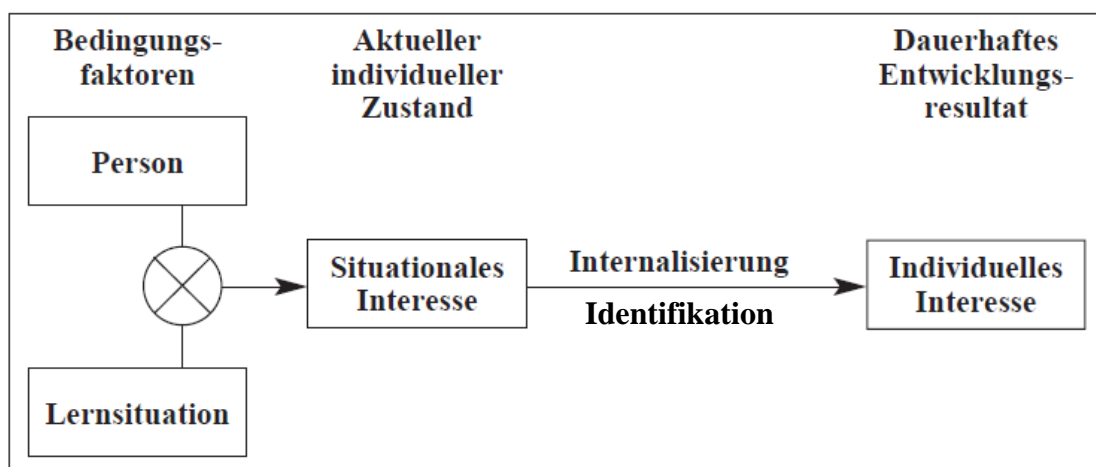 Bedingungs-
faktoren
Aktueller
individueller
Zustand
Dauerhaftes
Entwicklungs-
resultat
Person
Situationales
Interesse
Internalisierung
Identifikation
Individuelles
Interesse
Lernsituation